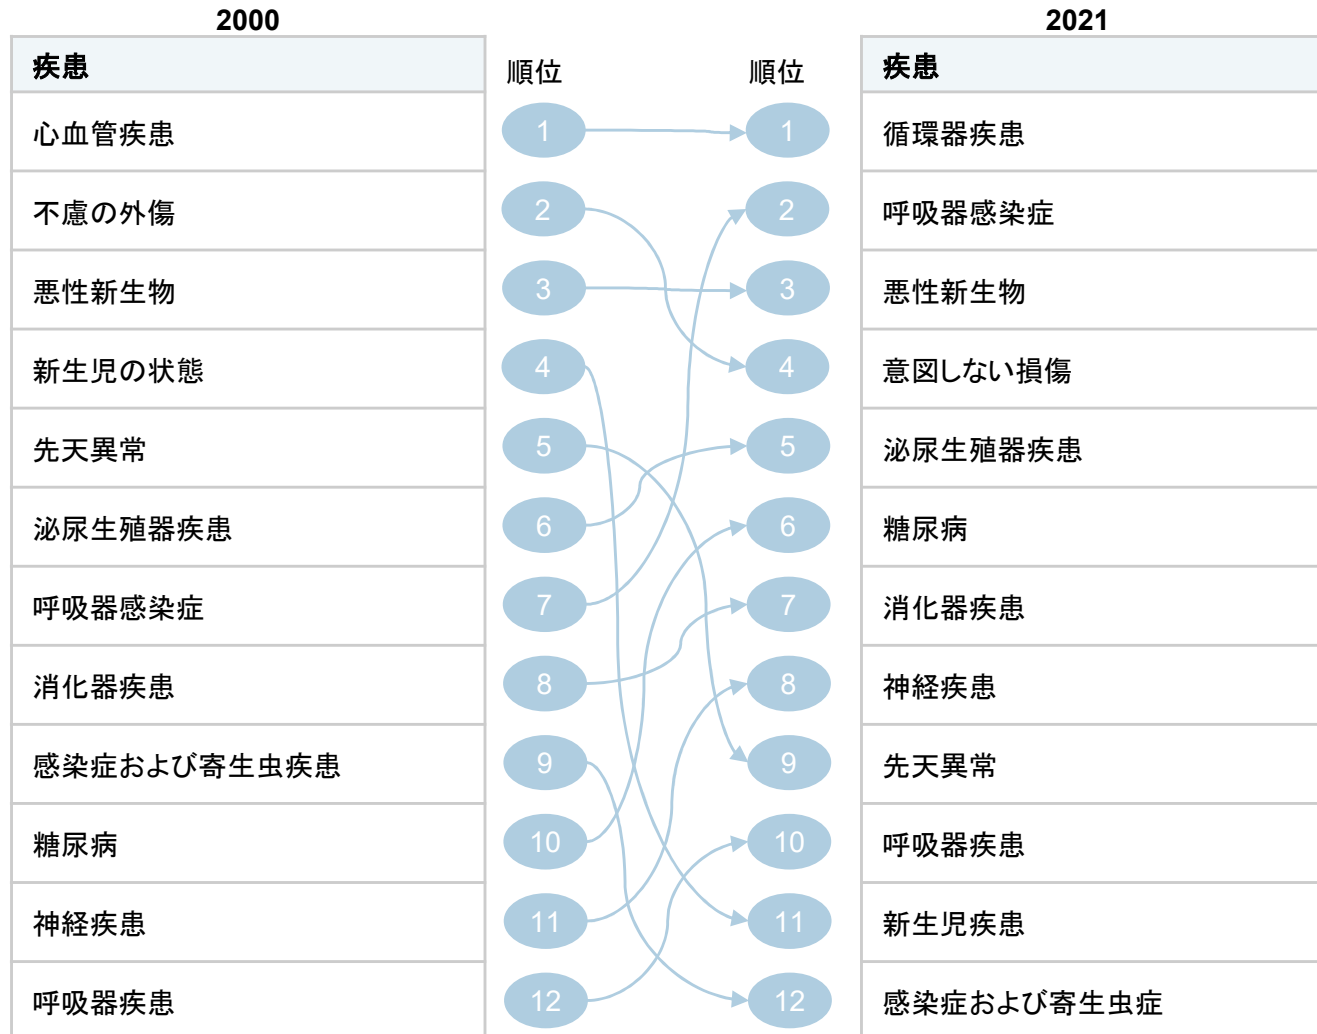 2000
2021
疾患
順位
順位
疾患
心血管疾患
1
1
循環器疾患
不慮の外傷
2
2
呼吸器感染症
悪性新生物
3
3
悪性新生物
新生児の状態
4
4
意図しない損傷
先天異常
5
5
泌尿生殖器疾患
泌尿生殖器疾患
6
6
糖尿病
呼吸器感染症
7
7
消化器疾患
消化器疾患
8
8
神経疾患
感染症および寄生虫疾患
9
9
先天異常
糖尿病
10
10
呼吸器疾患
神経疾患
11
11
新生児疾患
呼吸器疾患
12
12
感染症および寄生虫症